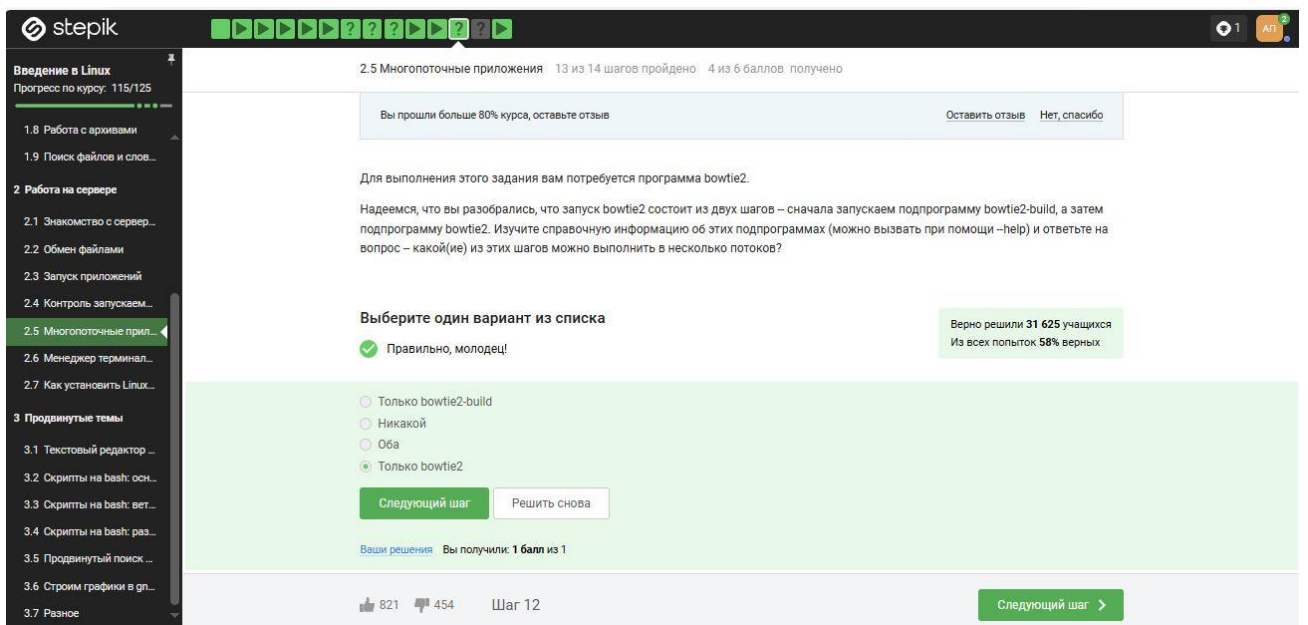 stepik
? ? ? ? ?
1
АП
2
Введение в Linux
Прогресс по курсу: 115/125
1.8 Работа с архивами
1.9 Поиск файлов и слов...
2 Работа на сервере
2.1 Знакомство с сервер...
2.2 Обмен файлами
2.3 Запуск приложений
2.4 Контроль запускаем...
2.5 Многопоточные прил...
2.6 Менеджер терминал...
2.7 Как установить Linux...
3 Продвинутые темы
3.1 Текстовый редактор ...
3.2 Скрипты на bash: осн...
3.3 Скрипты на bash: вет...
3.4 Скрипты на bash: раз...
3.5 Продвинутый поиск ...
3.6 Строим графики в gn...
3.7 Разное
2.5 Многопоточные приложения 13 из 14 шагов пройдено 4 из 6 баллов получено
Вы прошли больше 80% курса, оставьте отзыв Оставить отзыв Нет, спасибо
Для выполнения этого задания вам потребуется программа bowtie2.
Надеемся, что вы разобрались, что запуск bowtie2 состоит из двух шагов – сначала запускаем подпрограмму bowtie2-build, а затем
подпрограмму bowtie2. Изучите справочную информацию об этих подпрограммах (можно вызвать при помощи –help) и ответьте на
вопрос – какой(ие) из этих шагов можно выполнить в несколько потоков?
Выберите один вариант из списка
Правильно, молодец!
Верно решили 31 625 учащихся
Из всех попыток 58% верных
Только bowtie2-build
Никакой
Оба
Только bowtie2
Следующий шаг Решить снова
Ваши решения Вы получили: 1 балл из 1
821 454 Шаг 12 Следующий шаг